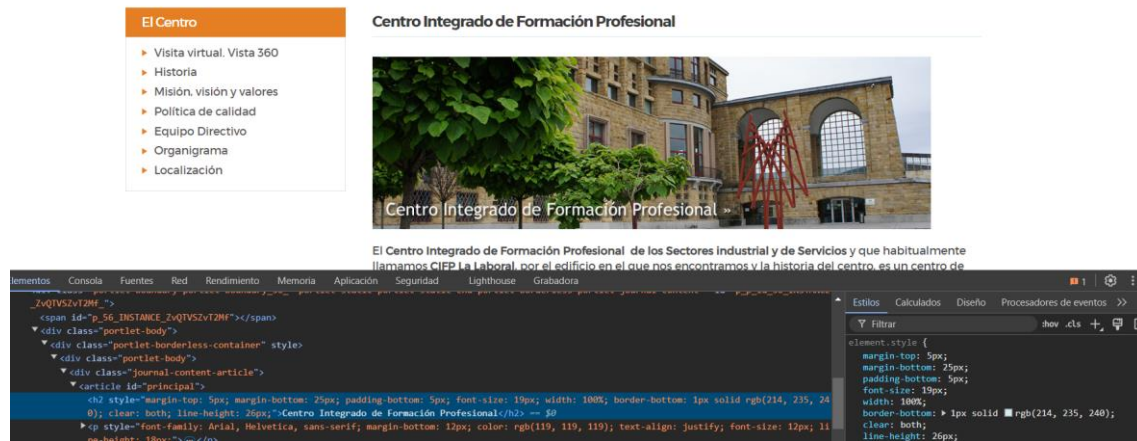 El Centro
Visita virtual. Vista 360
Historia
Misión, visión y valores
Política de calidad
Equipo Directivo
Organigrama
Localización
Centro Integrado de Formación Profesional
Centro Integrado de Formación Profesional »
El Centro Integrado de Formación Profesional de los Sectores industrial y de Servicios y que habitualmente
llamamos CIFP La Laboral, por el edificio en el que nos encontramos y la historia del centro, es un centro de
lementos Consola Fuentes Red Rendimiento Memoria Aplicación Seguridad Lighthouse Grabadora 1
_ZvQTVSZvT2Mf_">
<span id="p_56_INSTANCE_ZvQTVSZvT2Mf"></span>
<div class="portlet-body">
<div class="portlet-borderless-container" style>
<div class="portlet-body">
<div class="journal-content-article">
<article id="principal">
<h2 style="margin-top: 5px; margin-bottom: 25px; padding-bottom: 5px; font-size: 19px; width: 100%; border-bottom: 1px solid rgb(214, 235, 24
0); clear: both; line-height: 26px;">Centro Integrado de Formación Profesional</h2> == $0
<p style="font-family: Arial, Helvetica, sans-serif; margin-bottom: 12px; color: rgb(119, 119, 119); text-align: justify; font-size: 12px; li
ne-height: 18px;">…</p>
Estilos Calculados Diseño Procesadores de eventos
Filtrar :hov .cls
element.style {
margin-top: 5px;
margin-bottom: 25px;
padding-bottom: 5px;
font-size: 19px;
width: 100%;
border-bottom: 1px solid rgb(214, 235, 240);
clear: both;
line-height: 26px;